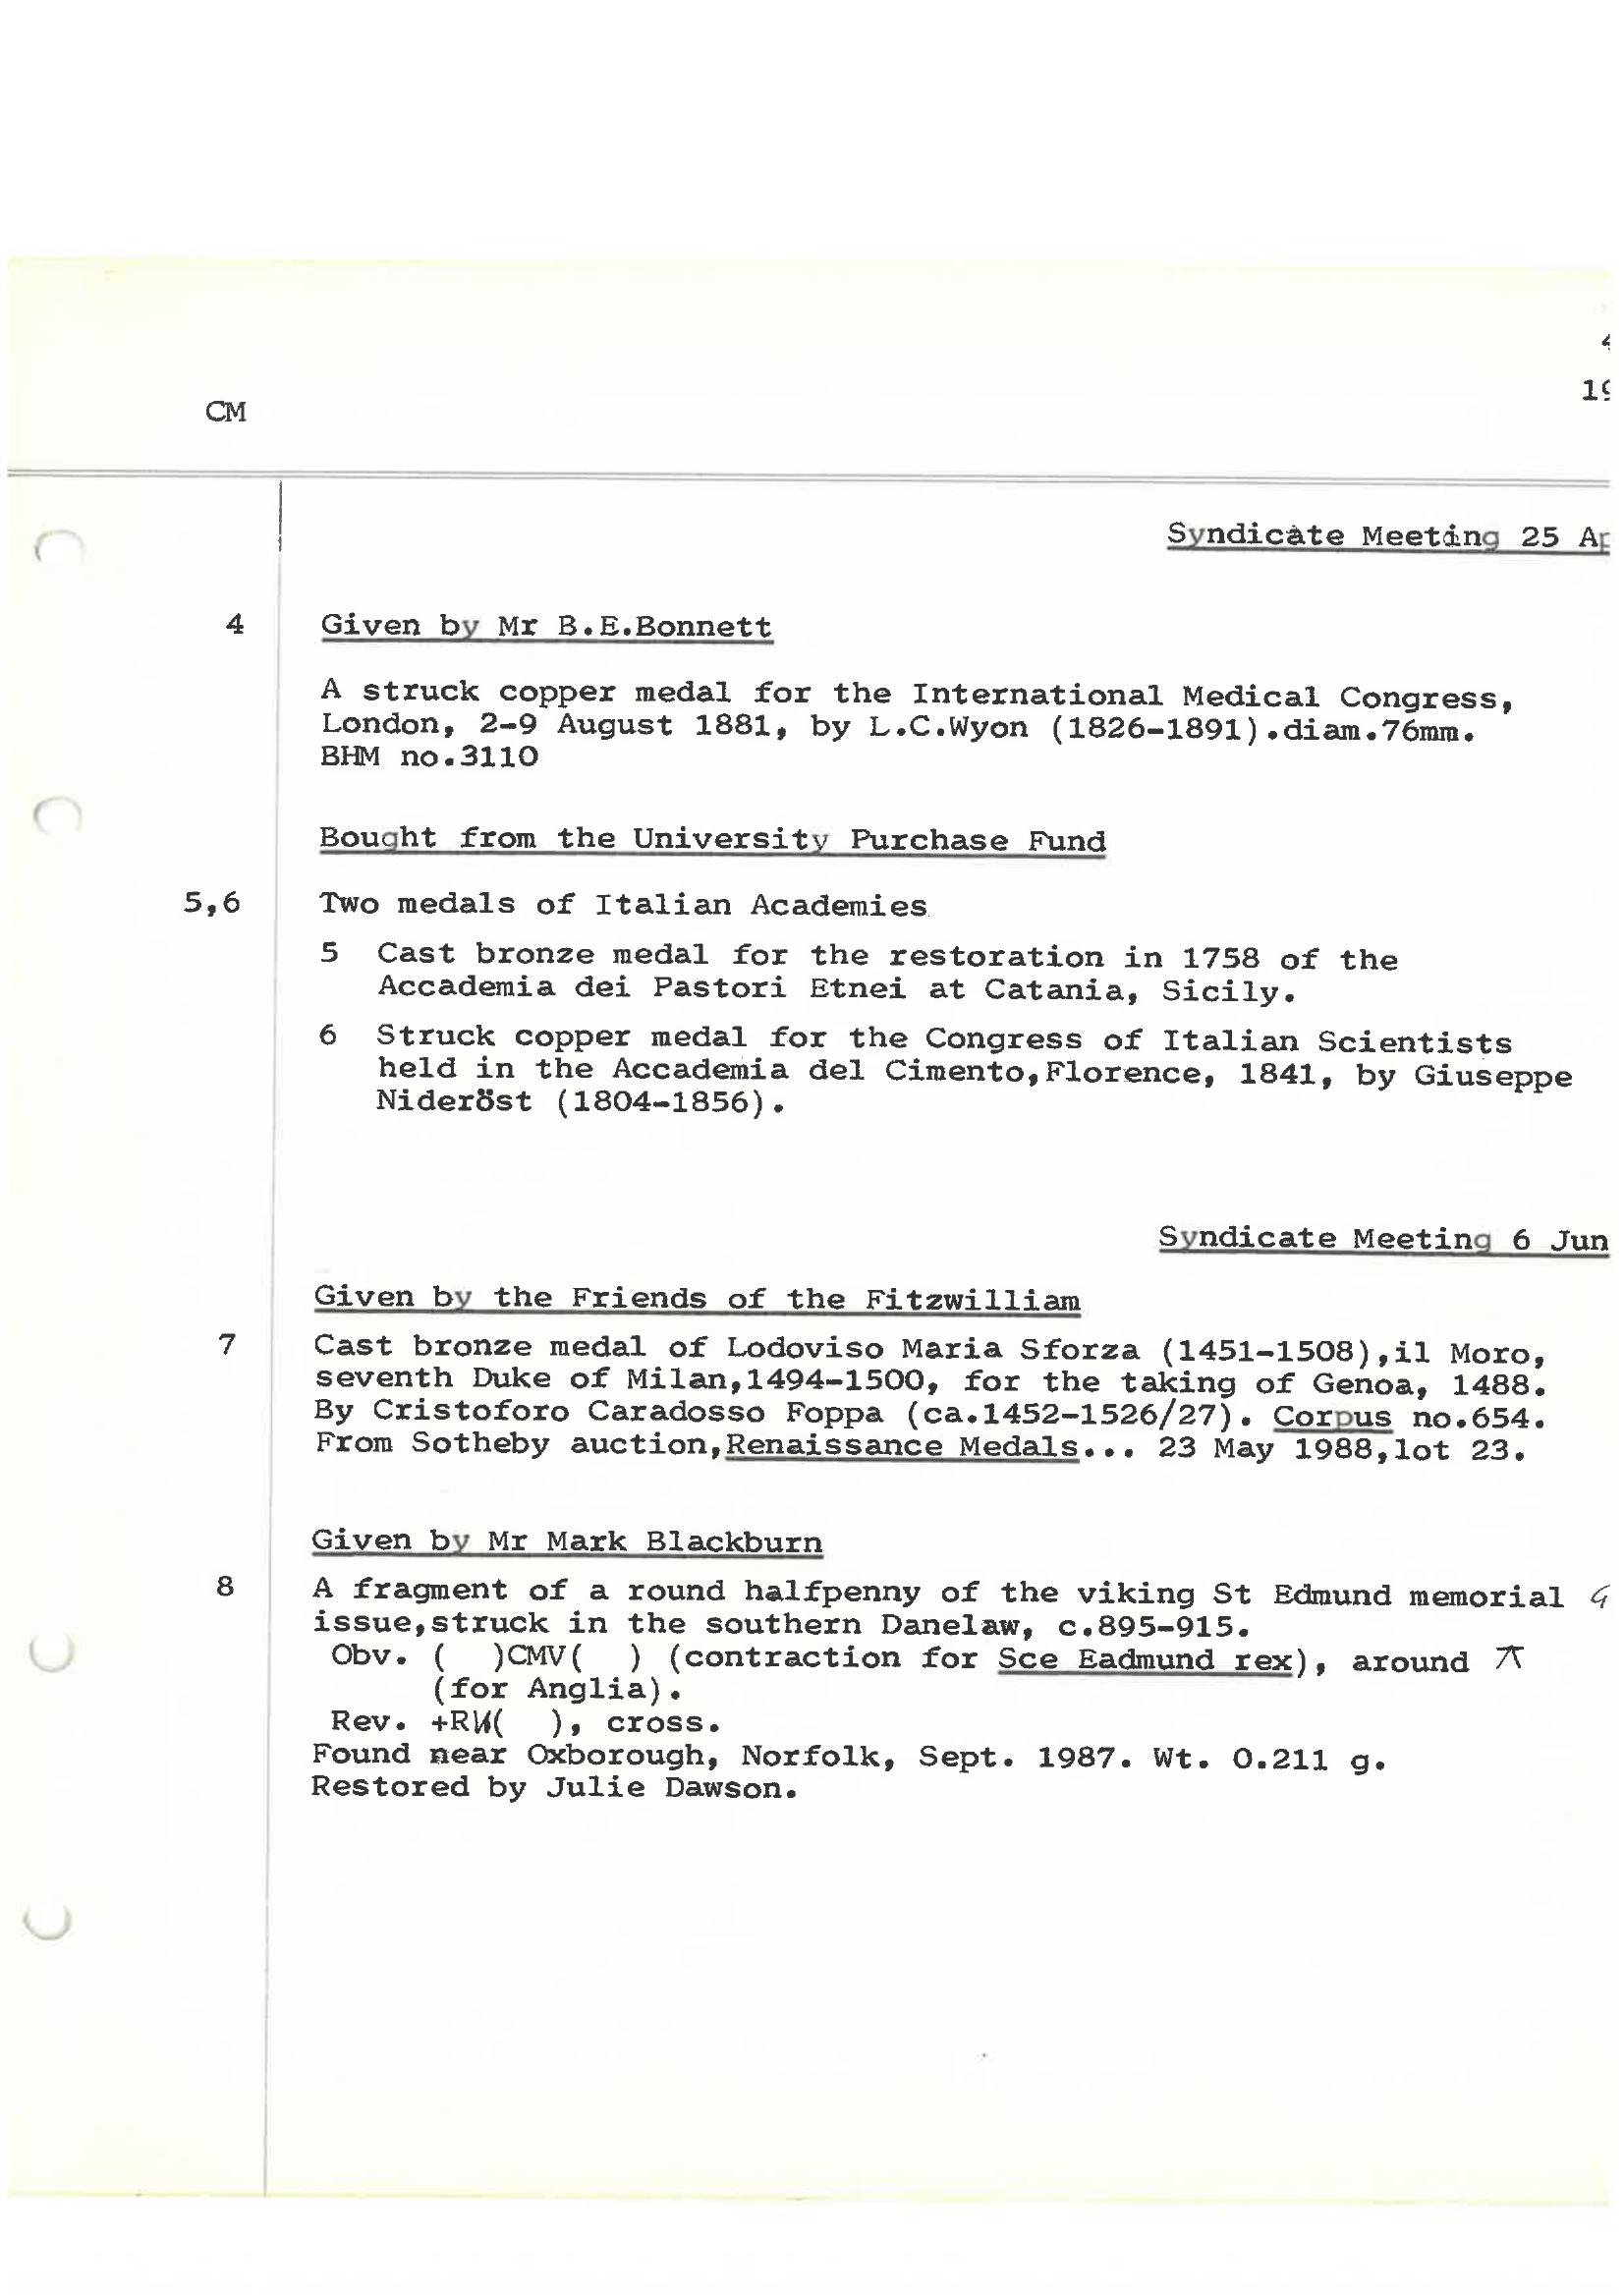 CM
Syndicate Meeting 25
4 Given by Mr B.E.Bonnett
A struck copper medal for the International Medical Congress,
London, 2-9 August 1881, by L.C.Wyon (1826-1891).diam.76mm.
BHM no.3110
Bought from the University Purchase Fund
5,6 Two medals of Italian Academies
5 Cast bronze medal for the restoration in 1758 of the
Accademia dei Pastori Etnei at Catania, Sicily.
6 Struck copper medal for the Congress of Italian Scientists
held in the Accademia del Cimento,Florence, 1841, by Giuseppe
Nideröst (1804-1856).
Syndicate Meeting 6 Jun
Given by the Friends of the Fitzwilliam
7 Cast bronze medal of Lodoviso Maria Sforza (1451-1508),il Moro,
seventh Duke of Milan,1494-1500, for the taking of Genoa, 1488.
By Cristoforo Caradosso Foppa (ca.1452-1526/27). Corpus no.654.
From Sotheby auction,Renaissance Medals... 23 May 1988,lot 23.
Given by Mr Mark Blackburn
8 A fragment of a round halfpenny of the viking St Edmund memorial
issue,struck in the southern Danelaw, c.895-915.
Obv. ( )CMV( ) (contraction for Sce Eadmund rex), around
(for Anglia).
Rev. +RИ( ), cross.
Found near Oxborough, Norfolk, Sept. 1987. Wt. 0.211 g.
Restored by Julie Dawson.